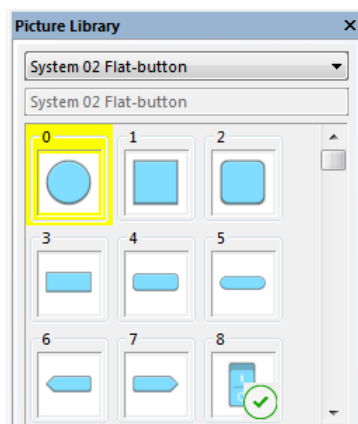 Picture Library
System 02 Flat-button
System 02 Flat-button
0 1 2
3 4 5
6 7 8